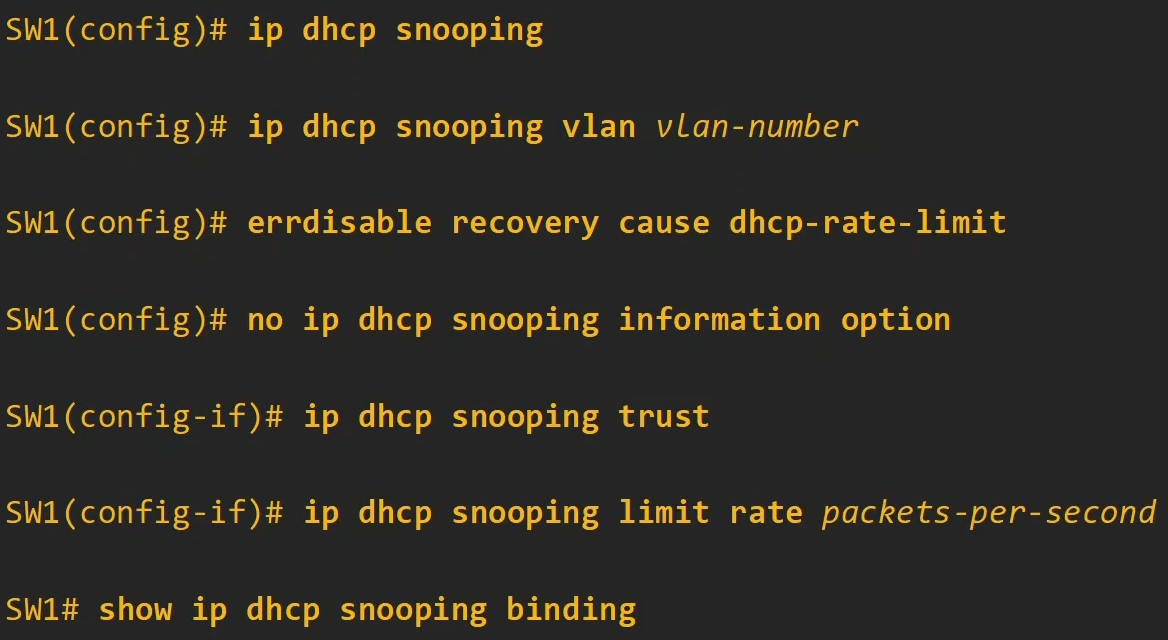 SW1(config)# ip dhcp snooping
SW1(config)# ip dhcp snooping vlan vlan-number
SW1(config)# errdisable recovery cause dhcp-rate-limit
SW1(config)# no ip dhcp snooping information option
SW1(config-if)# ip dhcp snooping trust
SW1(config-if)# ip dhcp snooping limit rate packets-per-second
SW1# show ip dhcp snooping binding